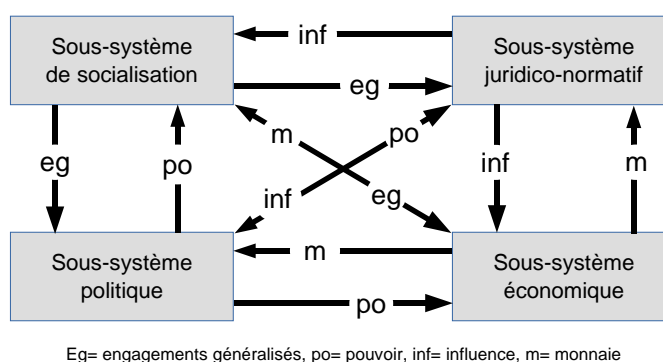 Sous-système
de socialisation
inf
Sous-système
juridico-normatif
eg
m
po
eg
po
inf
m
inf
eg
Sous-système
politique
m
Sous-système
économique
po
Eg= engagements généralisés, po= pouvoir, inf= influence, m= monnaie